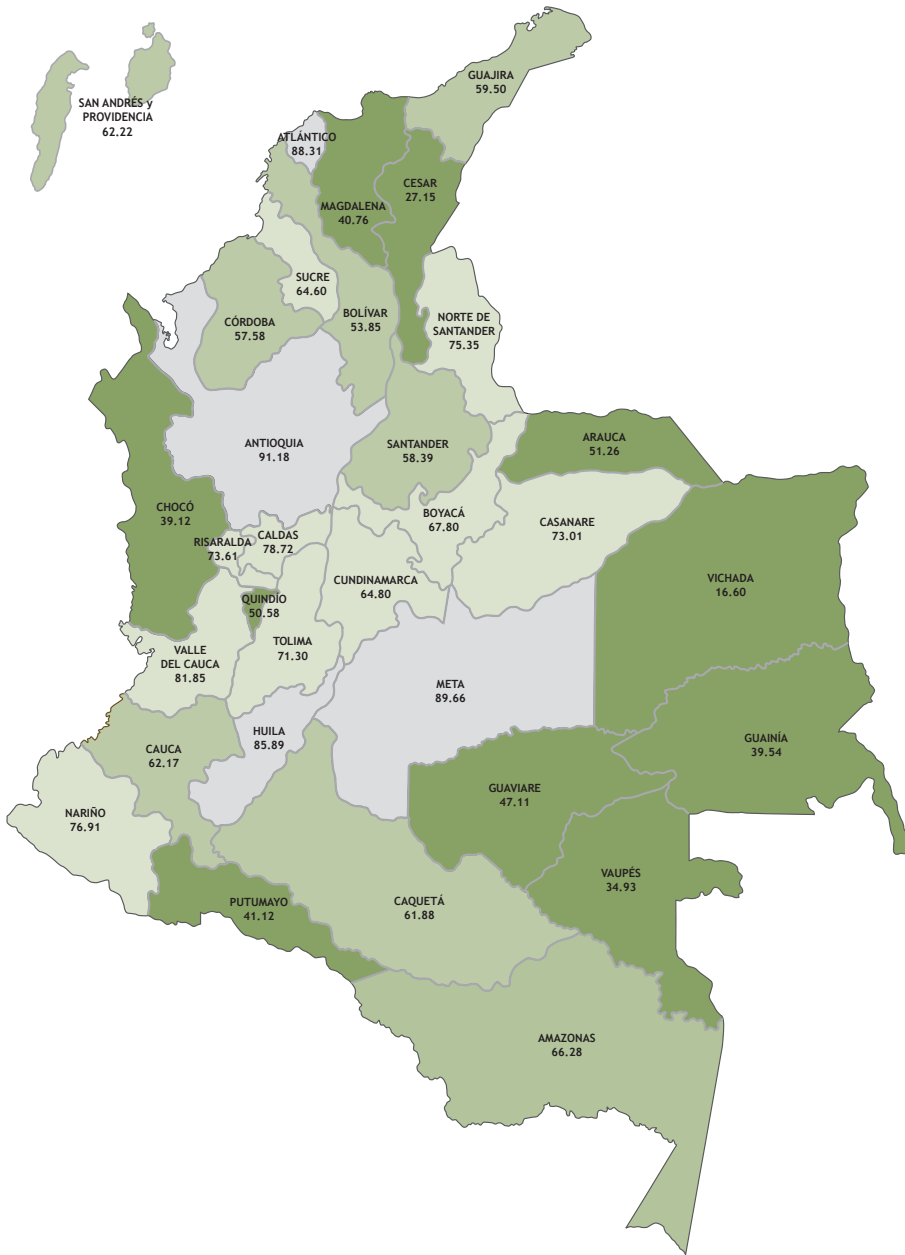 SAN ANDRÉS y
PROVIDENCIA
62.22
GUAJIRA
59.50
ATLÁNTICO
88.31
MAGDALENA
40.76
CESAR
27.15
SUCRE
64.60
CÓRDOBA
57.58
BOLÍVAR
53.85
NORTE DE
SANTANDER
75.35
ANTIOQUIA
91.18
SANTANDER
58.39
ARAUCA
51.26
CHOCÓ
39.12
BOYACÁ
67.80
CASANARE
73.01
RISARALDA
73.61
CALDAS
78.72
CUNDINAMARCA
64.80
VICHADA
16.60
QUINDÍO
50.58
TOLIMA
71.30
VALLE
DEL CAUCA
81.85
META
89.66
HUILA
85.89
CAUCA
62.17
GUAINÍA
39.54
GUAVIARE
47.11
NARIÑO
76.91
VAUPÉS
34.93
PUTUMAYO
41.12
CAQUETÁ
61.88
AMAZONAS
66.28